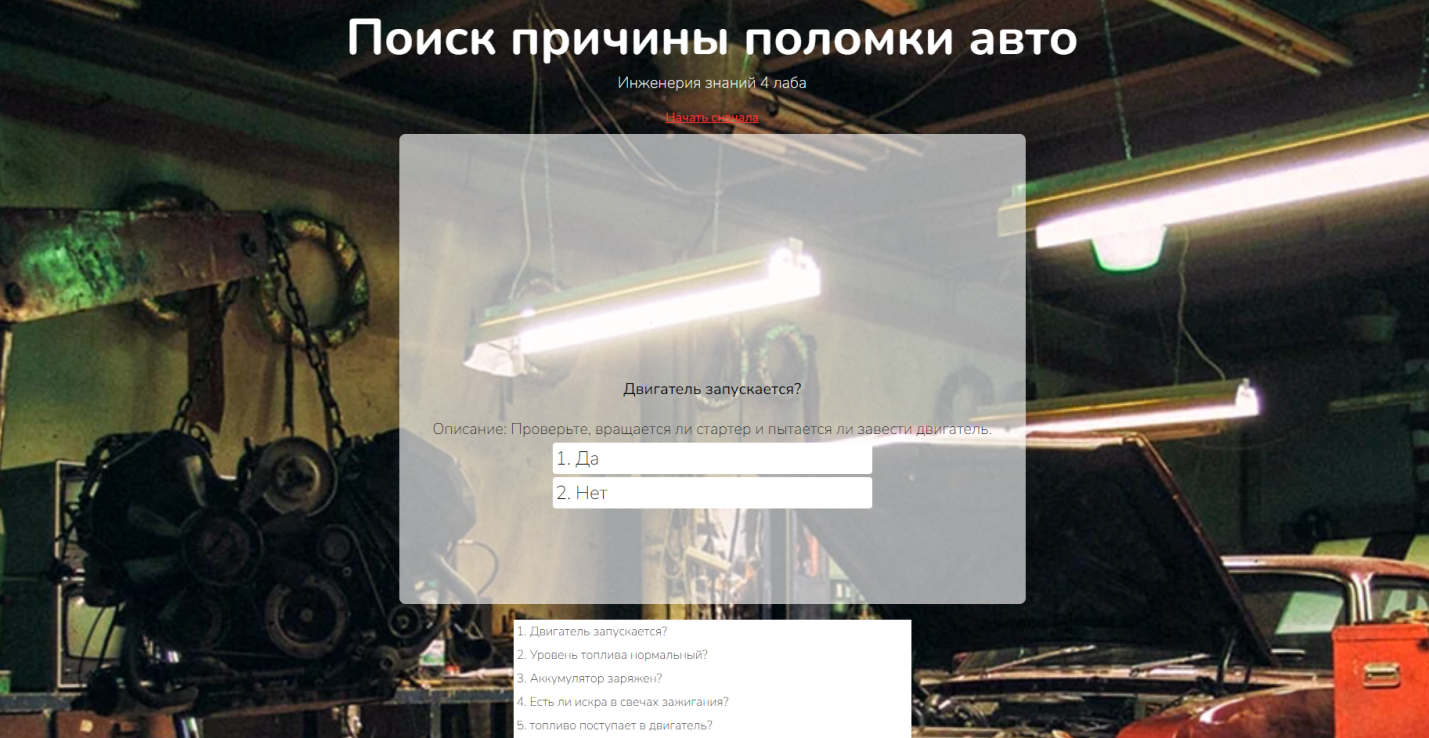 Поиск причины поломки авто
Инженерия знаний 4 лаба
Начать сначала
Двигатель запускается?
Описание: Проверьте, вращается ли стартер и пытается ли завести двигатель.
1. Да
2. Нет
1. Двигатель запускается?
2. Уровень топлива нормальный?
3. Аккумулятор заряжен?
4. Есть ли искра в свечах зажигания?
5. топливо поступает в двигатель?